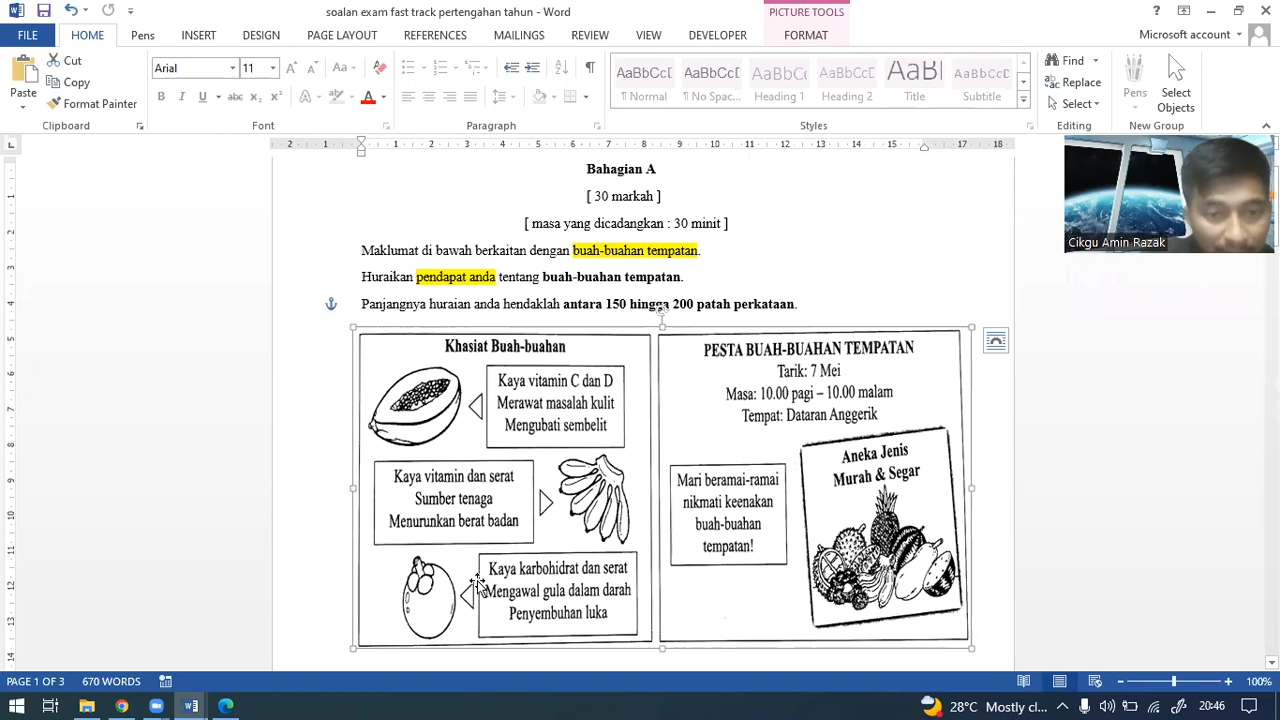 soalan exam fast track pertengahan tahun - Word
PICTURE TOOLS
FILE
HOME
Pens
INSERT
DESIGN
PAGE LAYOUT
REFERENCES
MAILINGS
REVIEW
VIEW
DEVELOPER
FORMAT
Microsoft account
Paste
Cut
Copy
Format Painter
Clipboard
Arial
11
Font
Paragraph
AaBbCcD
¶ Normal
AaBbCcD
¶ No Spac...
AaBbC
Heading 1
AaBbCcD
Heading 2
AaBl
Title
AaBbCcD
Subtitle
Styles
Find
Replace
Select
Editing
Pens
Select Objects
New Group
Cikgu Amin Razak
Bahagian A
[ 30 markah ]
[ masa yang dicadangkan : 30 minit ]
Maklumat di bawah berkaitan dengan buah-buahan tempatan.
Huraikan pendapat anda tentang buah-buahan tempatan.
Panjangnya huraian anda hendaklah antara 150 hingga 200 patah perkataan.
Khasiat Buah-buahan
Kaya vitamin C dan D
Merawat masalah kulit
Mengubati sembelit
Kaya vitamin dan serat
Sumber tenaga
Menurunkan berat badan
Kaya karbohidrat dan serat
Mengawal gula dalam darah
Penyembuhan luka
PESTA BUAH-BUAHAN TEMPATAN
Tarik: 7 Mei
Masa: 10.00 pagi – 10.00 malam
Tempat: Dataran Anggerik
Mari beramai-ramai
nikmati keenakan
buah-buahan
tempatan!
Aneka Jenis
Murah & Segar
PAGE 1 OF 3
670 WORDS
100%
28°C Mostly cl...
20:46